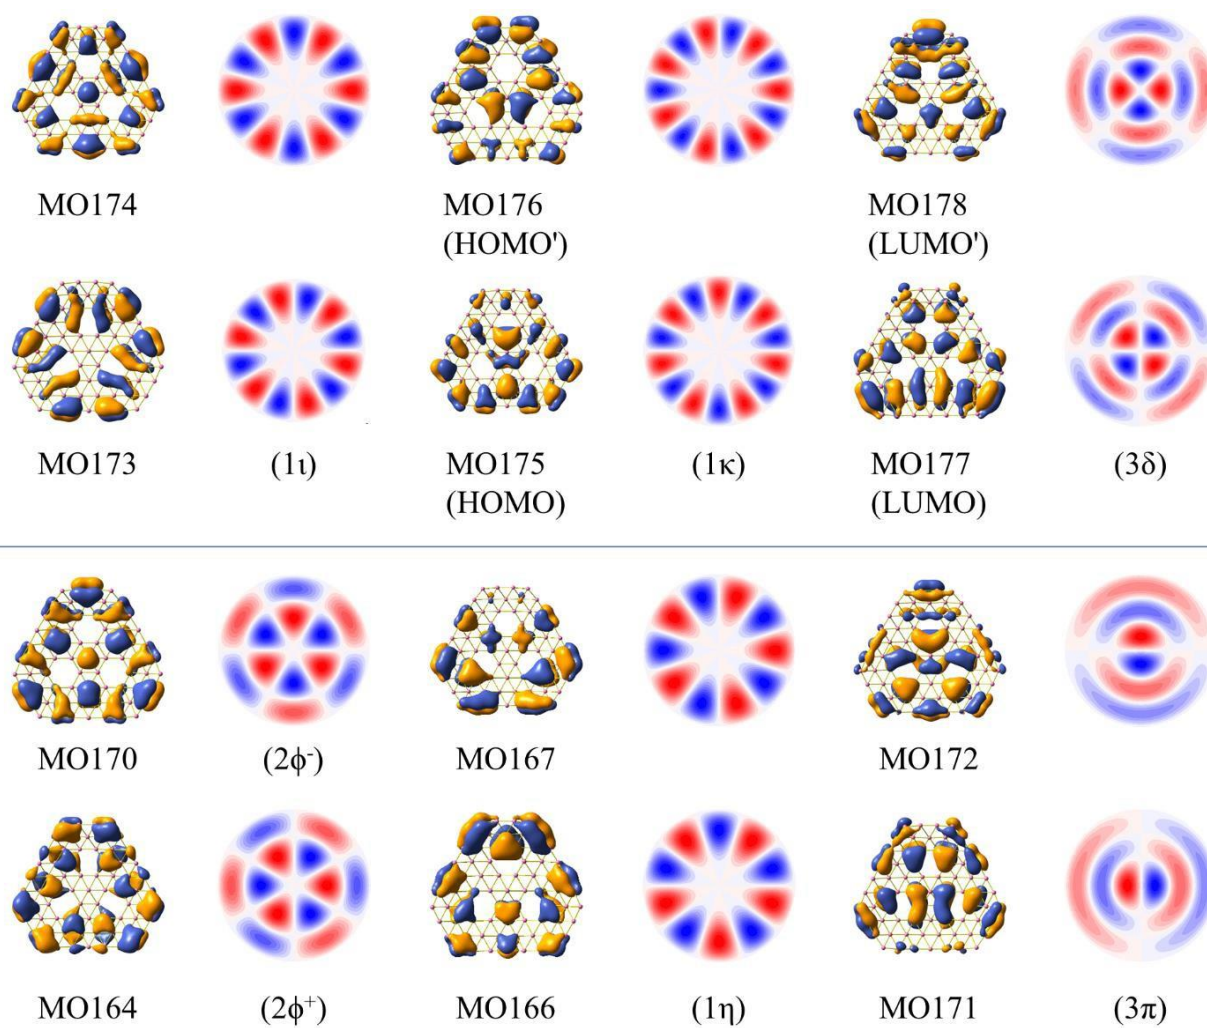 MO174 MO176 MO178
(HOMO') (LUMO')
MO173 (1ι) MO175 (1κ) MO177 (3δ)
(HOMO) (LUMO)
MO170 (2ϕ⁻) MO167 MO172
MO164 (2ϕ⁺) MO166 (1η) MO171 (3π)